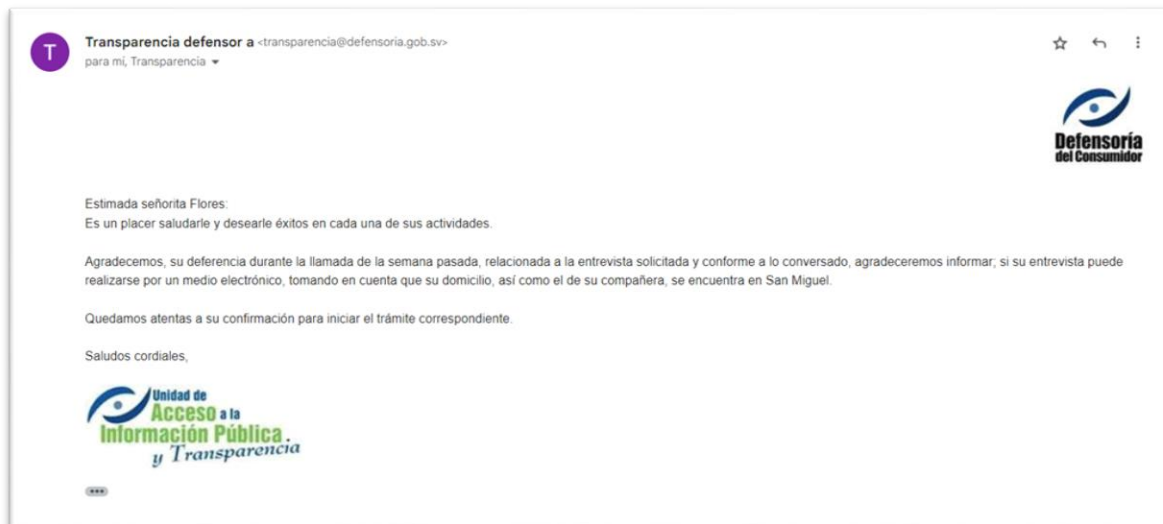 T
Transparencia defensor a <transparencia@defensoria.gob.sv>
para mí, Transparencia
Defensoría
del Consumidor
Estimada señorita Flores:
Es un placer saludarle y desearle éxitos en cada una de sus actividades.
Agradecemos, su deferencia durante la llamada de la semana pasada, relacionada a la entrevista solicitada y conforme a lo conversado, agradeceremos informar; si su entrevista puede
realizarse por un medio electrónico, tomando en cuenta que su domicilio, así como el de su compañera, se encuentra en San Miguel.
Quedamos atentas a su confirmación para iniciar el trámite correspondiente.
Saludos cordiales,
Unidad de
Acceso a la
Información Pública
y Transparencia